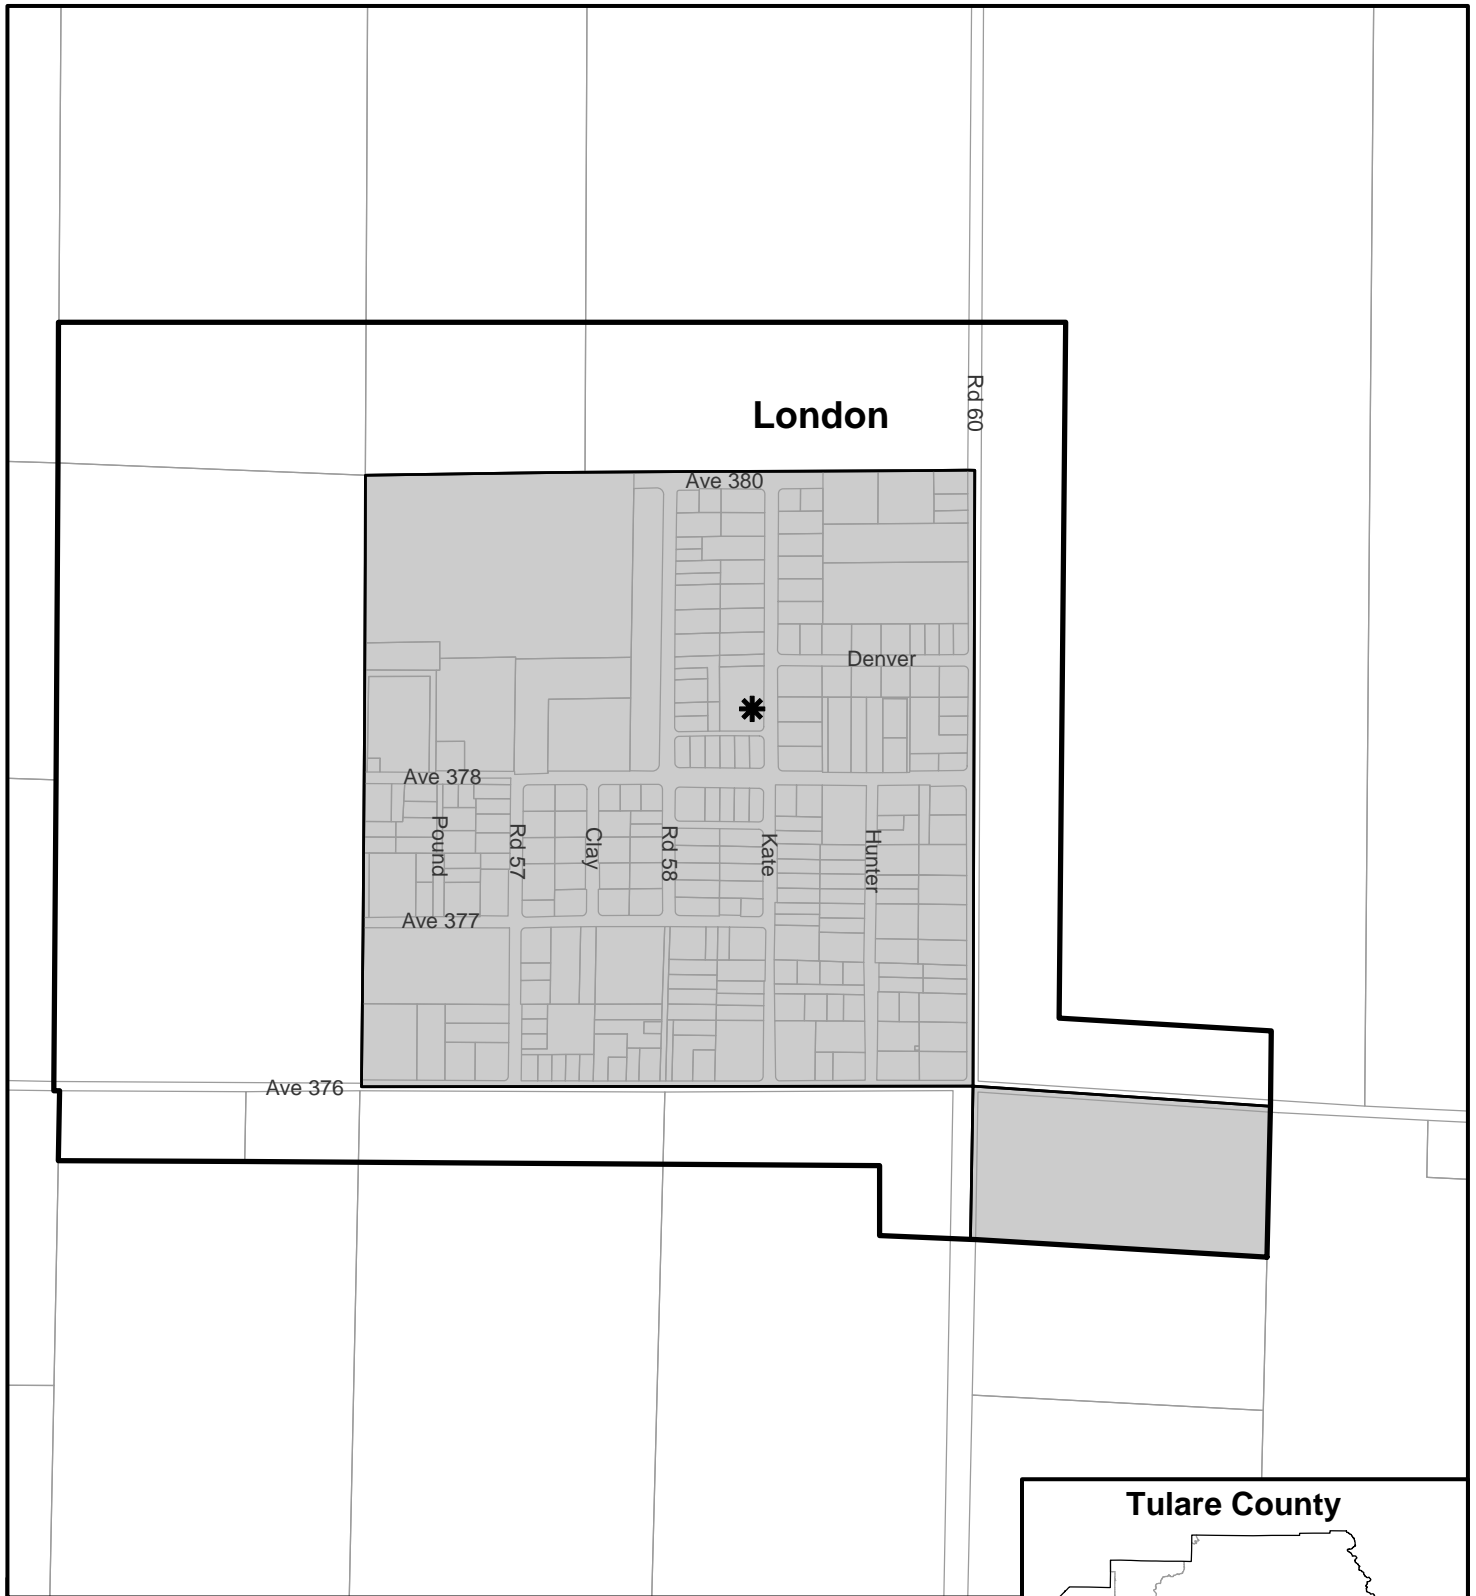 Rd 60
London
Ave 380
Denver
Ave 378
Pound
Rd 57
Clay
Rd 58
Kate
Hunter
Ave 377
Ave 376
Tulare County